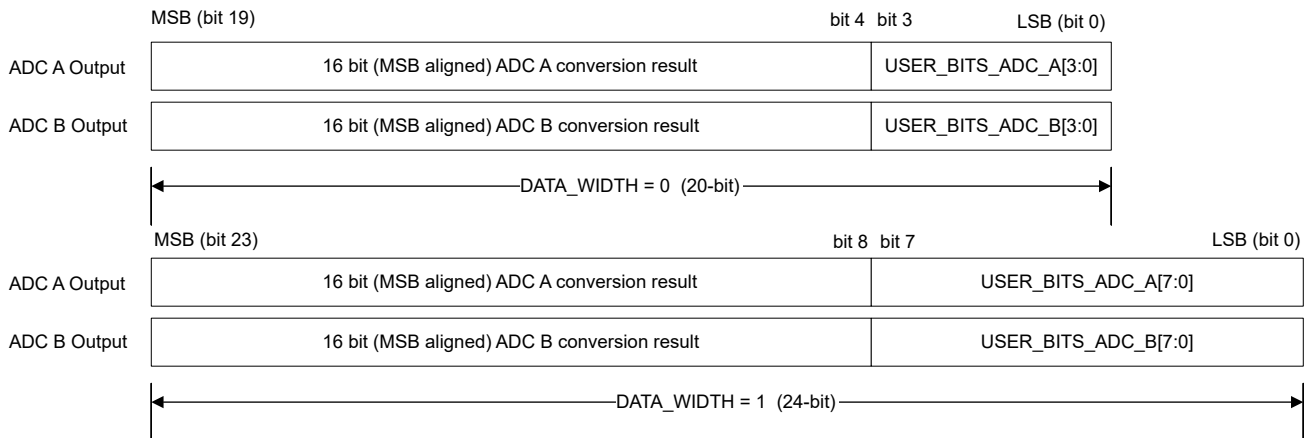 MSB (bit 19) bit 4 bit 3 LSB (bit 0)
ADC A Output 16 bit (MSB aligned) ADC A conversion result USER_BITS_ADC_A[3:0]
ADC B Output 16 bit (MSB aligned) ADC B conversion result USER_BITS_ADC_B[3:0]
DATA_WIDTH = 0 (20-bit)
MSB (bit 23) bit 8 bit 7 LSB (bit 0)
ADC A Output 16 bit (MSB aligned) ADC A conversion result USER_BITS_ADC_A[7:0]
ADC B Output 16 bit (MSB aligned) ADC B conversion result USER_BITS_ADC_B[7:0]
DATA_WIDTH = 1 (24-bit)